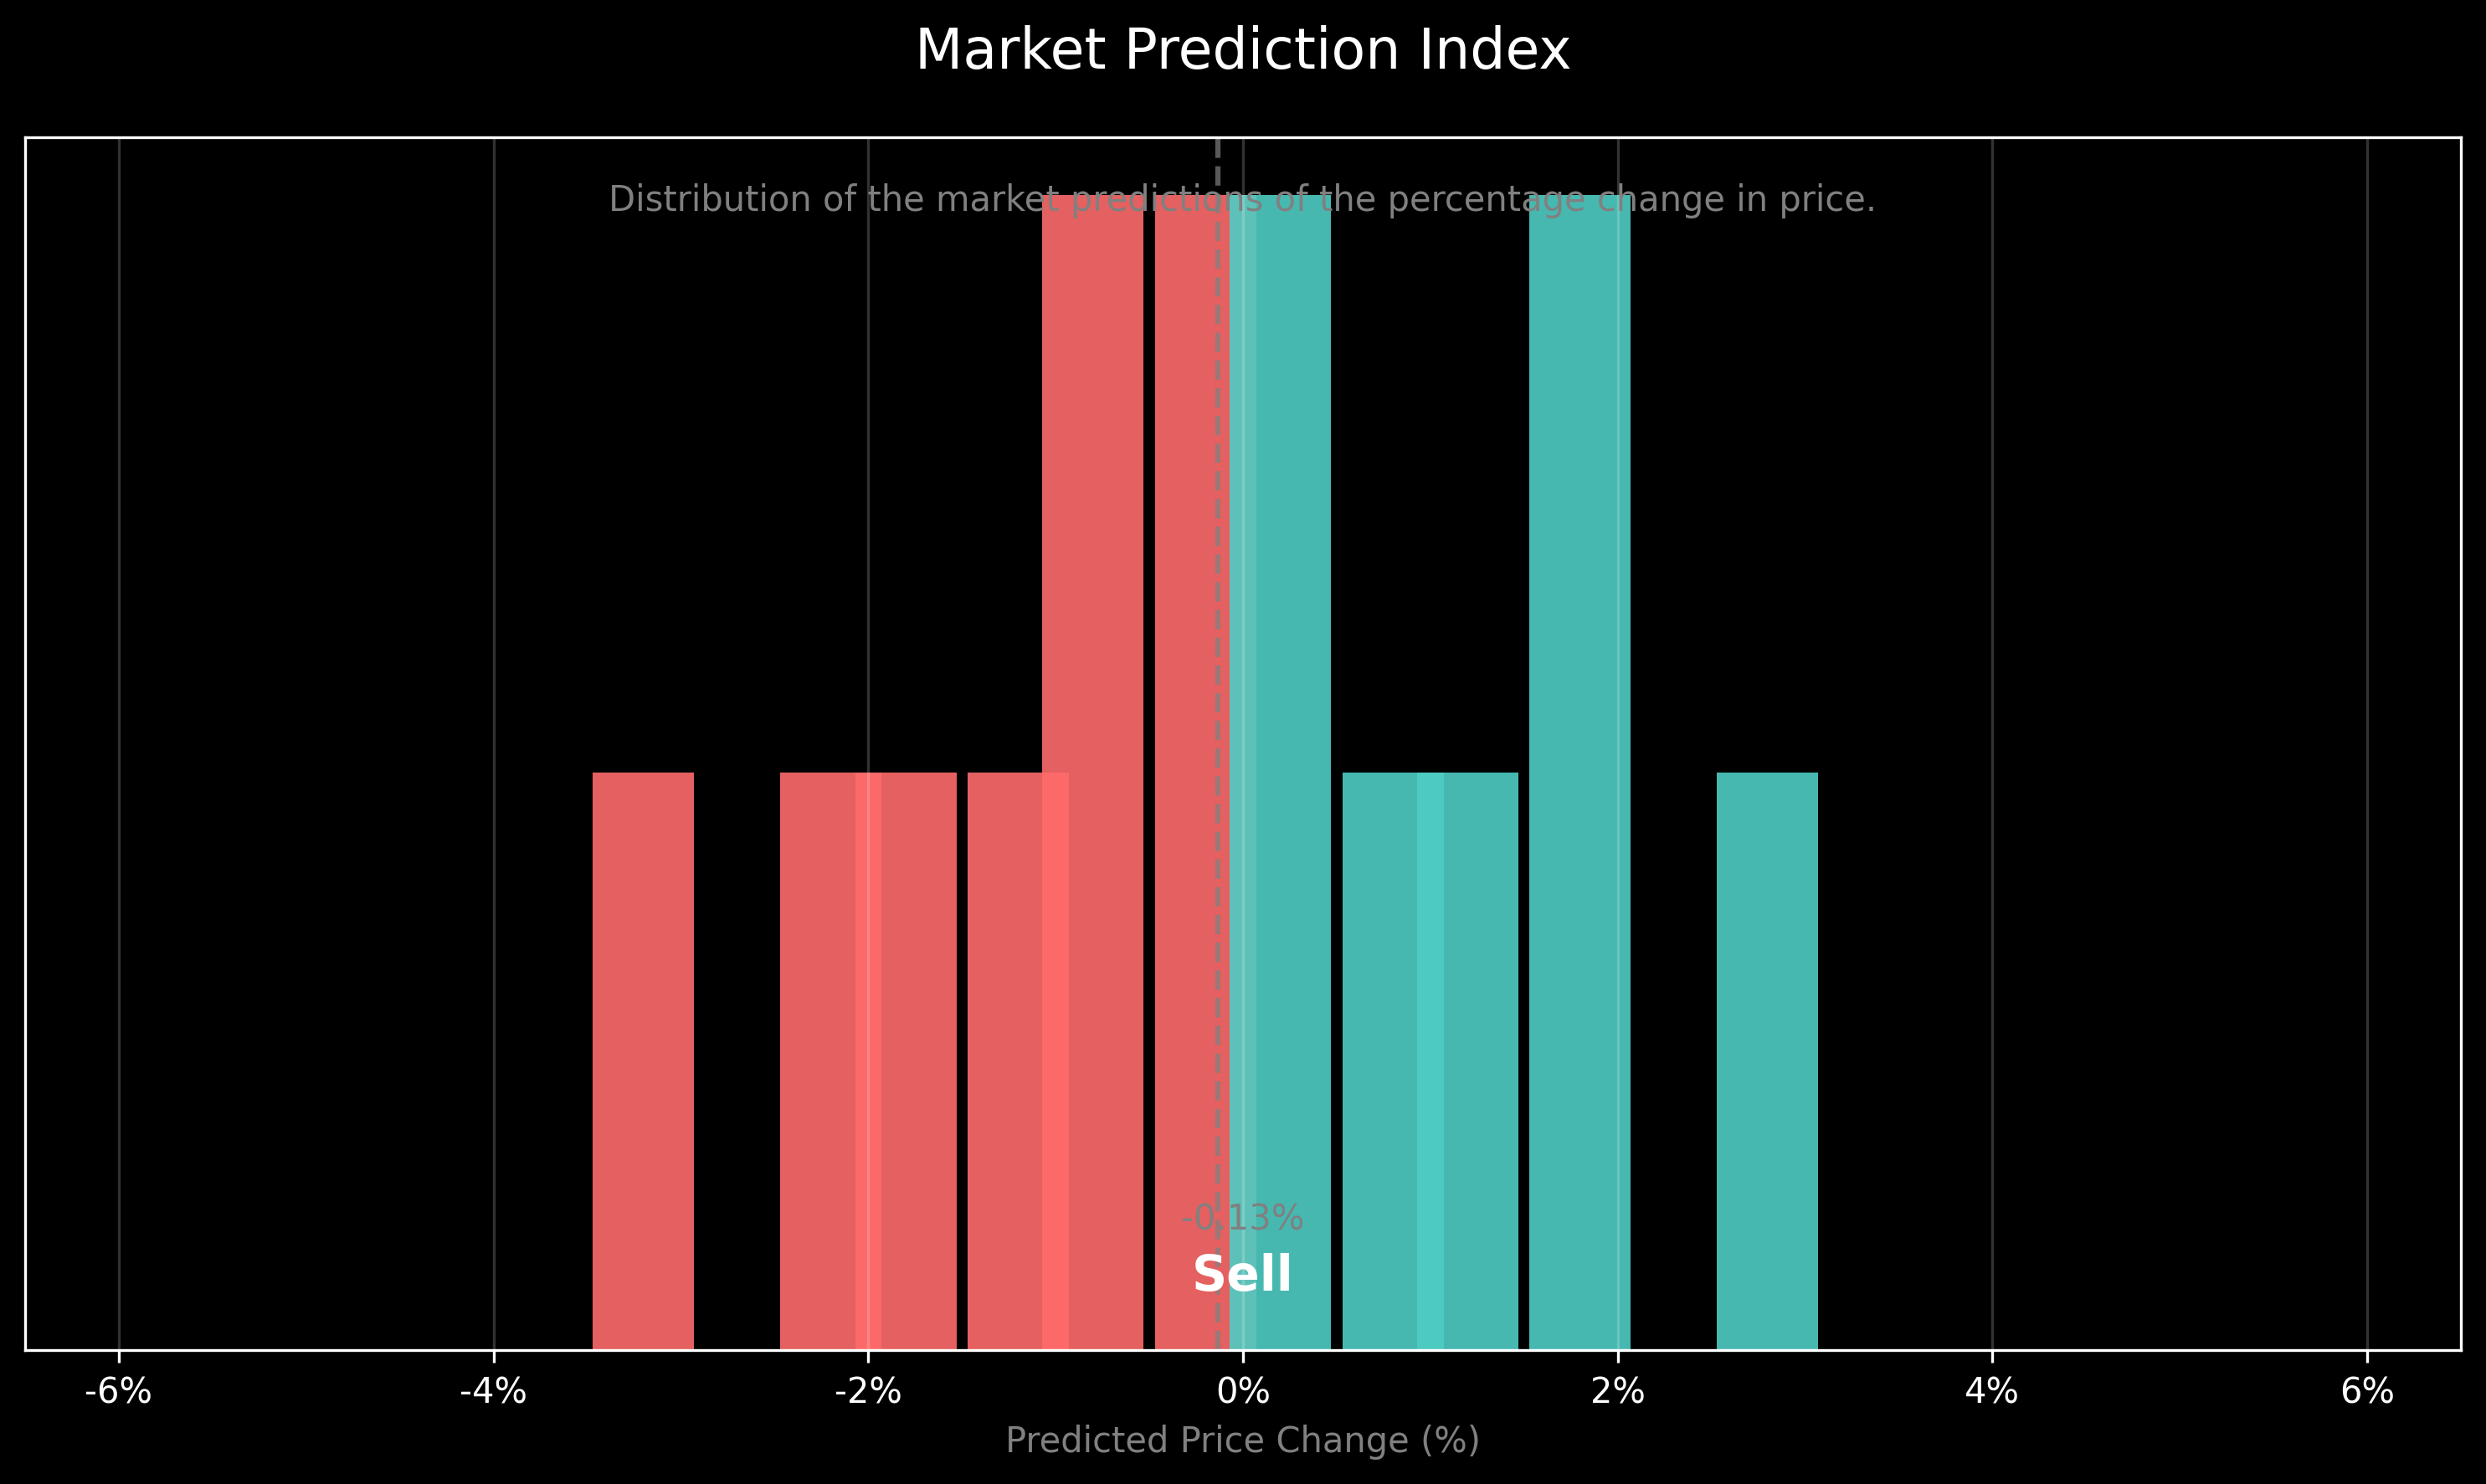 Market Prediction Index
Distribution of the market predictions of the percentage change in price.
-0.13%
Sell
-6% -4% -2% 0% 2% 4% 6%
Predicted Price Change (%)